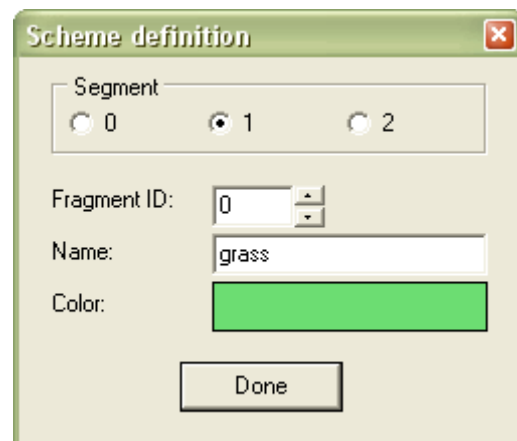 Scheme definition
Segment
0 1 2
Fragment ID: 0
Name: grass
Color:
Done